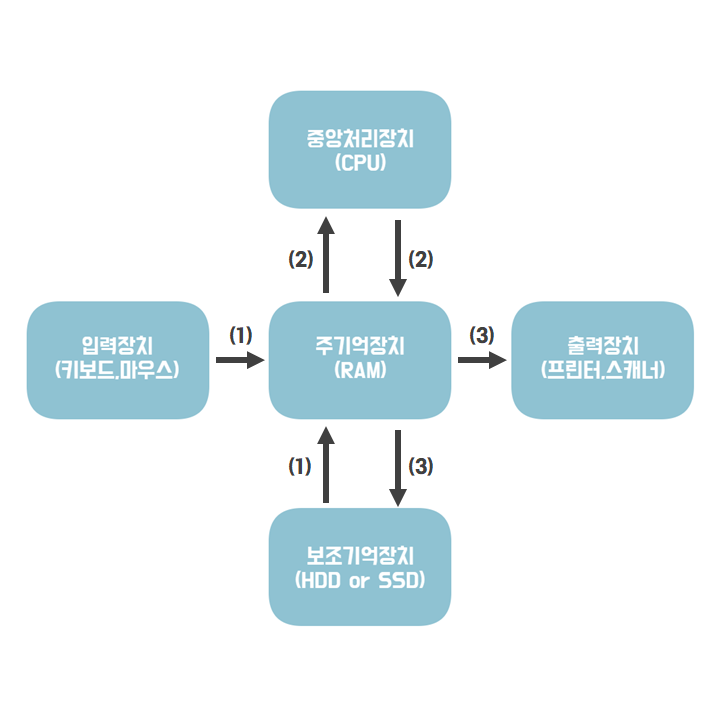 중앙처리장치
(CPU)
(2)
(2)
입력장치
(키보드,마우스)
(1)
주기억장치
(RAM)
(3)
출력장치
(프린터,스캐너)
(1)
(3)
보조기억장치
(HDD or SSD)